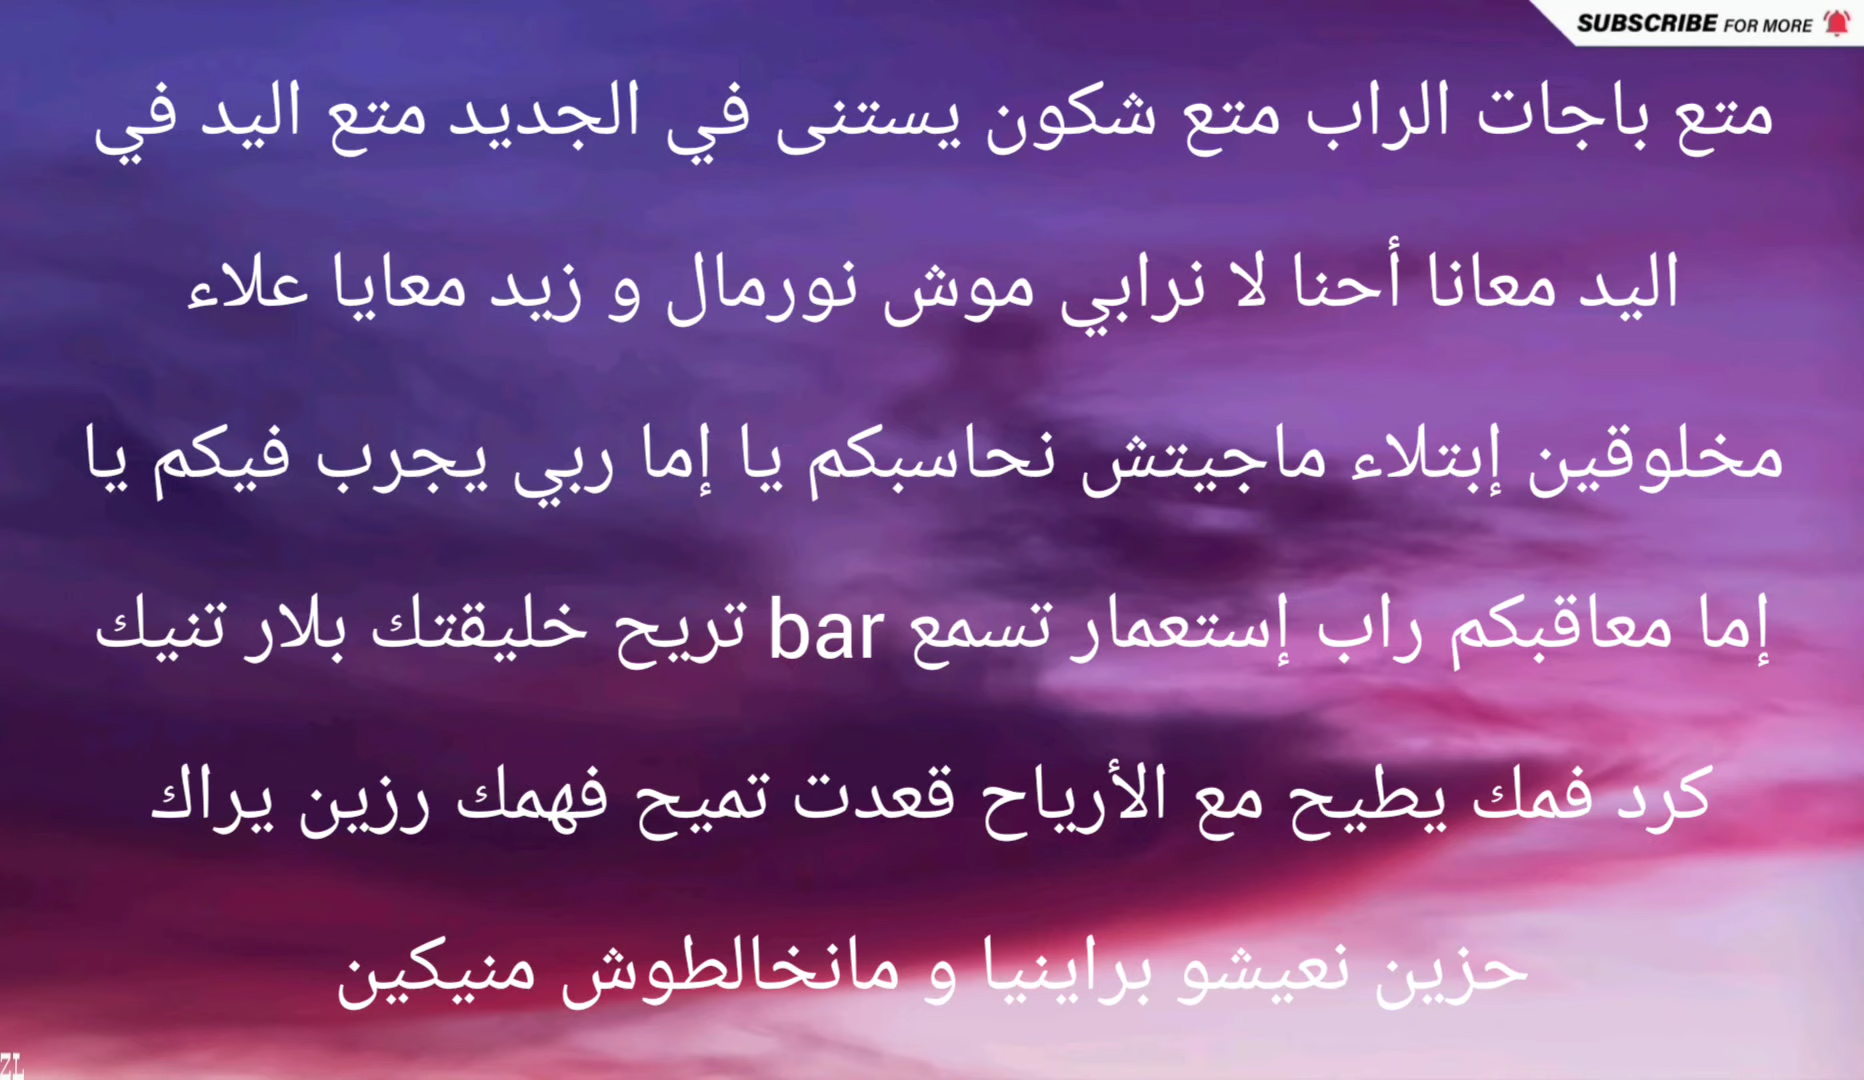 SUBSCRIBE FOR MORE
متع باجات الراب متع شكون يستنى في الجديد متع اليد في
اليد معانا أحنا لا نرابي موش نورمال و زيد معايا علاء
مخلوقين إبتلاء ماجيتش نحاسبكم يا إما ربي يجرب فيكم يا
إما معاقبكم راب إستعمار تسمع bar تريح خليقتك بلار تنيك
كرد فمك يطيح مع الأرياح قعدت تميح فهمك رزين يراك
حزين نعيشو براينيا و مانخالطوش منيكين
ZL